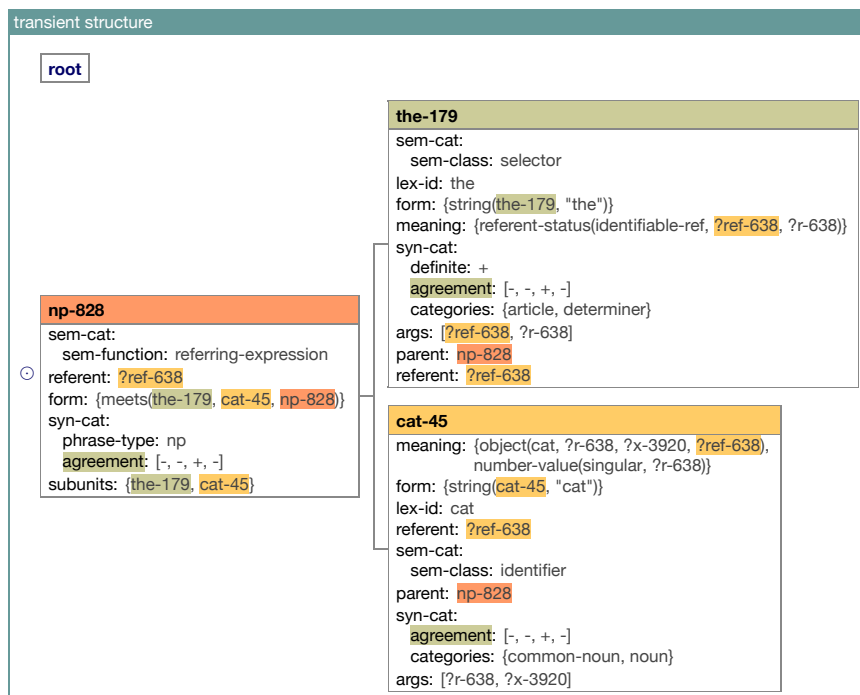 transient structure
root
the-179
sem-cat:
sem-class: selector
lex-id: the
form: {string(the-179, "the")}
meaning: {referent-status(identifiable-ref, ?ref-638, ?r-638)}
syn-cat:
definite: +
agreement: [-, -, +, -]
categories: {article, determiner}
args: [?ref-638, ?r-638]
parent: np-828
referent: ?ref-638
np-828
sem-cat:
sem-function: referring-expression
referent: ?ref-638
form: {meets(the-179, cat-45, np-828)}
syn-cat:
phrase-type: np
agreement: [-, -, +, -]
subunits: {the-179, cat-45}
cat-45
meaning: {object(cat, ?r-638, ?x-3920, ?ref-638),
number-value(singular, ?r-638)}
form: {string(cat-45, "cat")}
lex-id: cat
referent: ?ref-638
sem-cat:
sem-class: identifier
parent: np-828
syn-cat:
agreement: [-, -, +, -]
categories: {common-noun, noun}
args: [?r-638, ?x-3920]